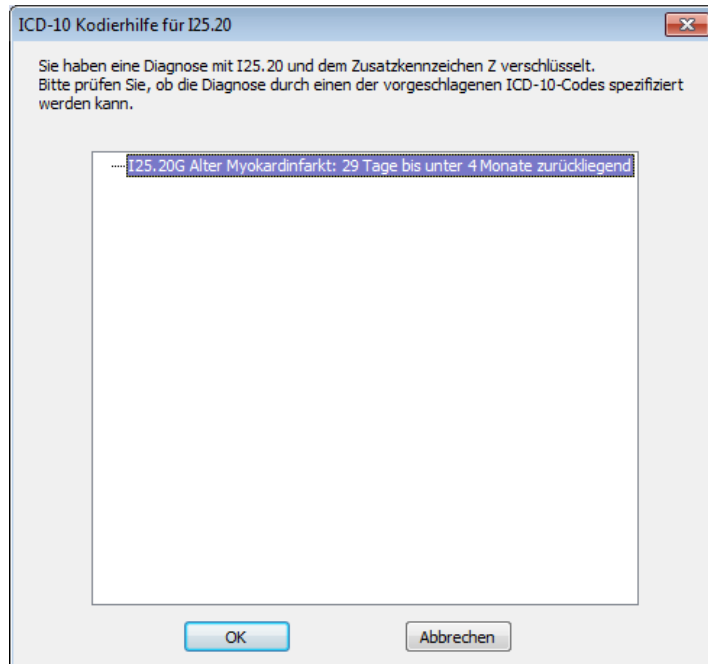 ICD-10 Kodierhilfe für I25.20
Sie haben eine Diagnose mit I25.20 und dem Zusatzkennzeichen Z verschlüsselt.
Bitte prüfen Sie, ob die Diagnose durch einen der vorgeschlagenen ICD-10-Codes spezifiziert
werden kann.
I25.20G Alter Myokardinfarkt: 29 Tage bis unter 4 Monate zurückliegend
OK
Abbrechen